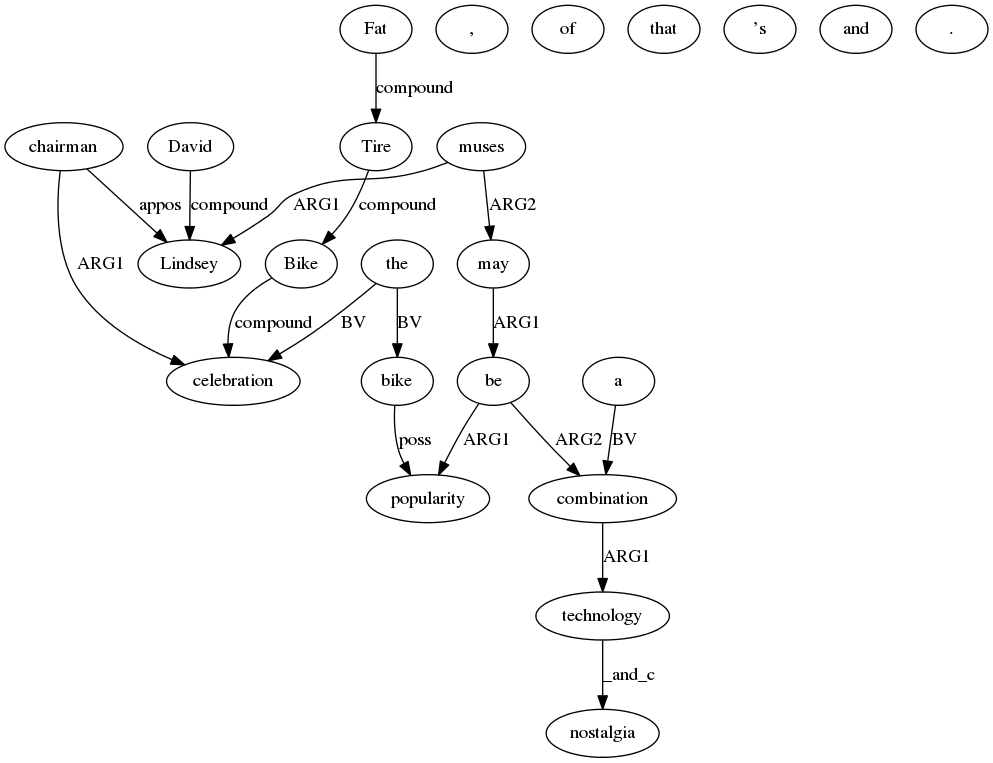 Fat , of that 's and .
compound
chairman David Tire muses
appos compound ARG1 compound ARG2
ARG1 Lindsey Bike the may
compound BV BV ARG1
celebration bike be a
poss ARG1 ARG2 BV
popularity combination
ARG1
technology
_and_c
nostalgia